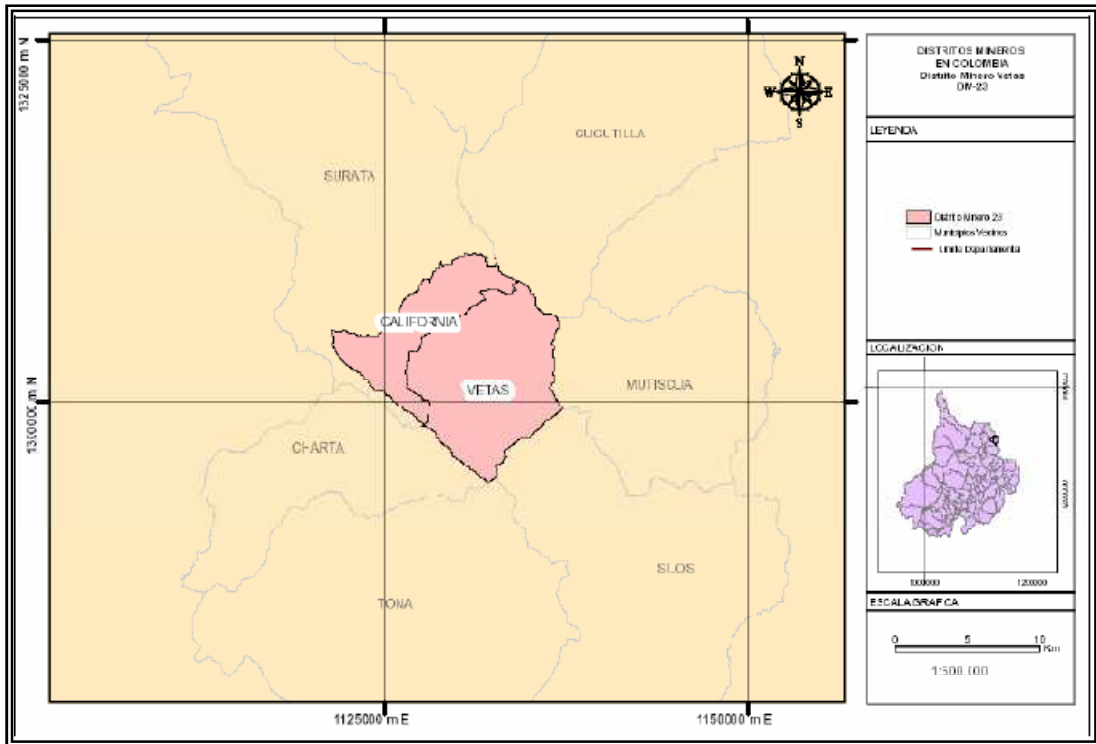 DISTRITOS MINEROS
EN COLOMBIA
Distrito Minero Vetas
DM-23
LEYENDA
Distrito Minero 23
Municipios Vecinos
Limite Departamental
LOCALIZACION
1000000
1200000
ESCALA GRAFICA
0 5 10
Km
1:500.000
N
W E
S
1325000 m N
1300000 m N
1125000 m E
1150000 m E
CUCUTILLA
SURATA
CALIFORNIA
VETAS
MUTISCUA
CHARTA
SILOS
TONA